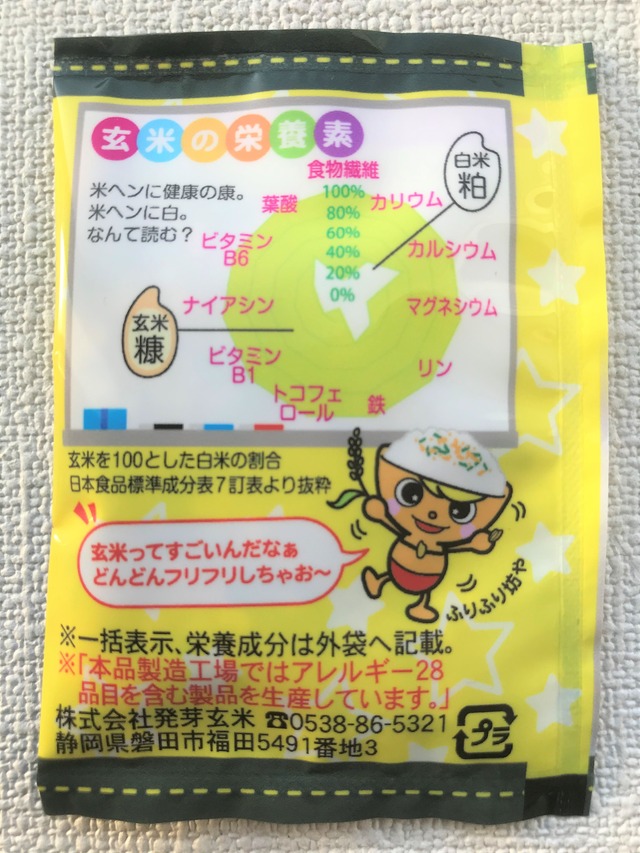 玄米の栄養素
米ヘンに健康の康。
米ヘンに白。
なんて読む？
白米
粕
玄米
糠
食物繊維
カリウム
カルシウム
マグネシウム
リン
鉄
トコフェ
ロール
ビタミン
B1
ナイアシン
ビタミン
B6
葉酸
100%
80%
60%
40%
20%
0%
玄米を100とした白米の割合
日本食品標準成分表7訂表より抜粋
玄米ってすごいんだなぁ
どんどんフリフリしちゃお〜
ふりふり坊や
※一括表示、栄養成分は外袋へ記載。
※「本品製造工場ではアレルギー28
品目を含む製品を生産しています。」
株式会社発芽玄米 ☎0538-86-5321
静岡県磐田市福田5491番地3
プラ